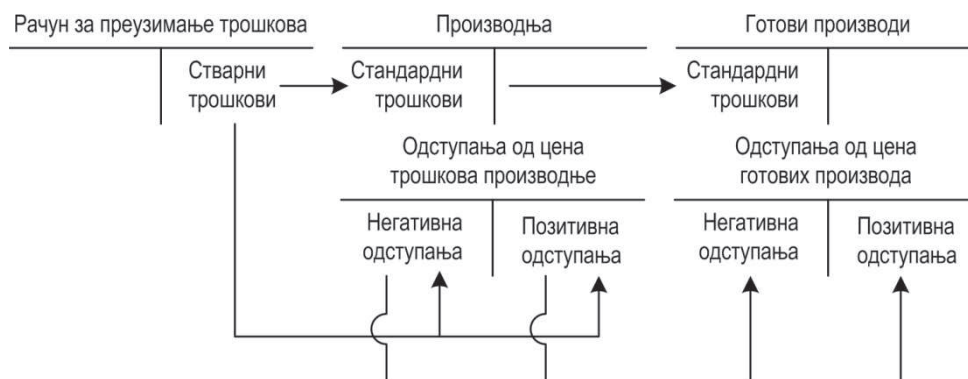 Рачун за преузимање трошкова
Производња
Готови производи
Стварни
трошкови
Стандардни
трошкови
Стандардни
трошкови
Одступања од цена
трошкова производње
Одступања од цена
готових производа
Негативна
одступања
Позитивна
одступања
Негативна
одступања
Позитивна
одступања